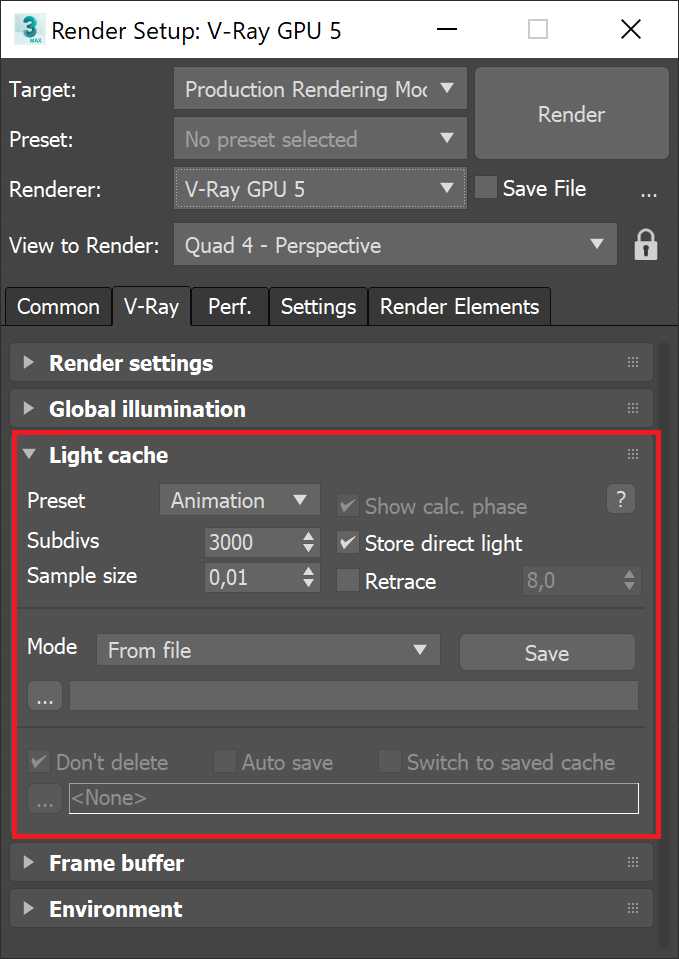 3 MAX Render Setup: V-Ray GPU 5
Target: Production Rendering Moc Render
Preset: No preset selected
Renderer: V-Ray GPU 5 Save File ...
View to Render: Quad 4 - Perspective
Common V-Ray Perf. Settings Render Elements
Render settings
Global illumination
Light cache
Preset Animation Show calc. phase ?
Subdivs 3000 Store direct light
Sample size 0,01 Retrace 8,0
Mode From file Save
...
Don't delete Auto save Switch to saved cache
... <None>
Frame buffer
Environment